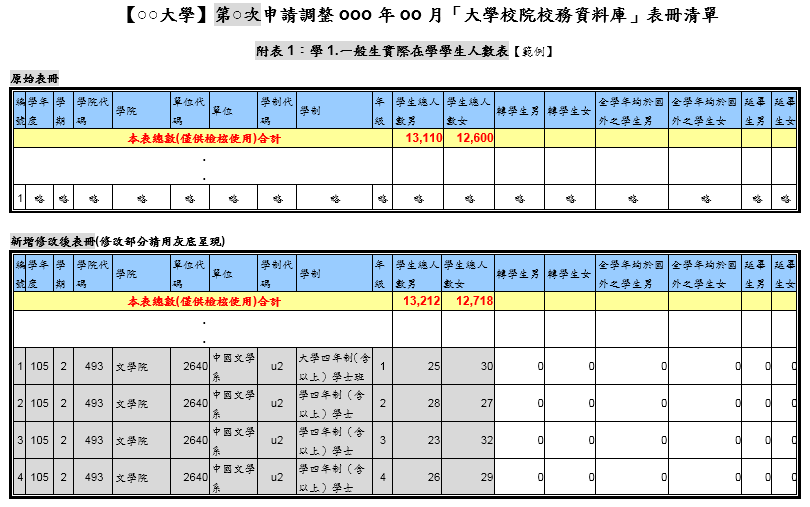 【○○大學】第○次申請調整 000 年 00 月「大學校院校務資料庫」表冊清單
附表 1：學 1.一般生實際在學學生人數表【範例】
原始表冊
編號 學年度 學期 學院代碼 學院 單位代碼 單位 學制代碼 學制 年級 學生總人數男 學生總人數女 轉學生男 轉學生女 全學年均於國外之學生男 全學年均於國外之學生女 延畢生男 延畢生女
本表總數(僅供檢核使用)合計 13,110 12,600
.
.
1 略 略 略 略 略 略 略 略 略 略 略 略 略 略 略 略 略
新增修改後表冊(修改部分請用灰底呈現)
編號 學年度 學期 學院代碼 學院 單位代碼 單位 學制代碼 學制 年級 學生總人數男 學生總人數女 轉學生男 轉學生女 全學年均於國外之學生男 全學年均於國外之學生女 延畢生男 延畢生女
本表總數(僅供檢核使用)合計 13,212 12,718
.
.
1 105 2 493 文學院 2640 中國文學系 u2 大學四年制(含以上）學士班 1 25 30 0 0 0 0 0 0
2 105 2 493 文學院 2640 中國文學系 u2 學四年制（含以上）學士 2 28 27 0 0 0 0 0 0
3 105 2 493 文學院 2640 中國文學系 u2 學四年制（含以上）學士 3 23 32 0 0 0 0 0 0
4 105 2 493 文學院 2640 中國文學系 u2 學四年制（含以上）學士 4 26 29 0 0 0 0 0 0